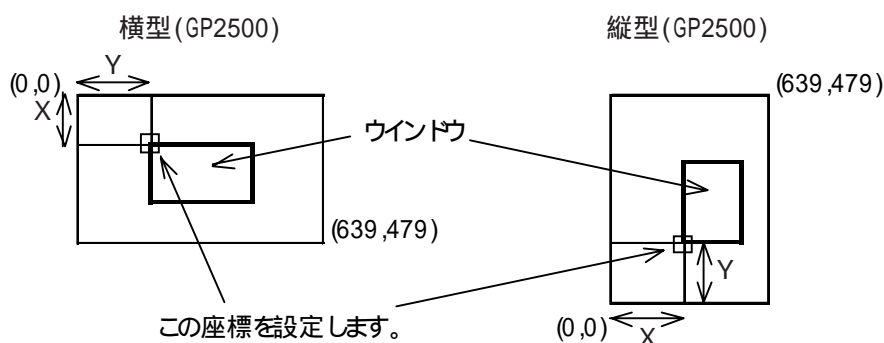 横型(GP2500)
縦型(GP2500)
Y
(0,0)
X
(639,479)
ウインドウ
(639,479)
Y
この座標を設定します。
(0,0)
X